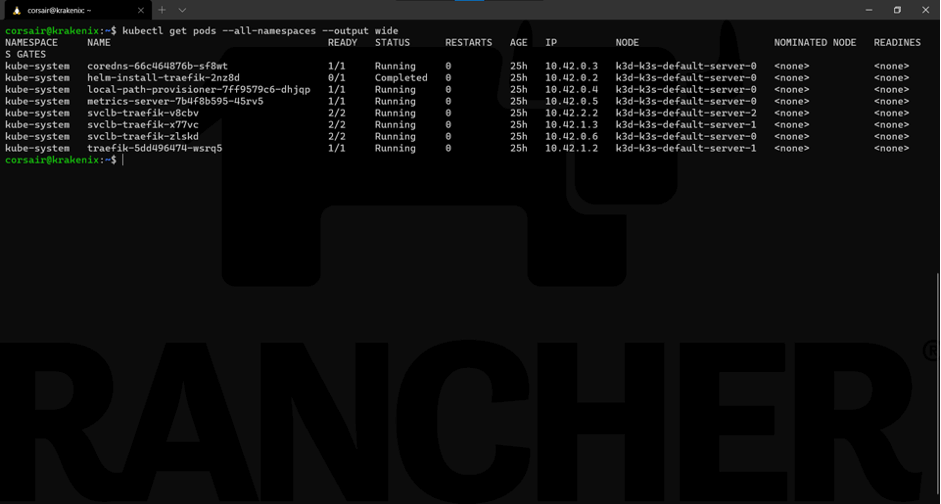 corsair@krakenix: ~
corsair@krakenix:~$ kubectl get pods --all-namespaces --output wide
NAMESPACE NAME READY STATUS RESTARTS AGE IP NODE NOMINATED NODE READINES
S GATES
kube-system coredns-66c464876b-sf8wt 1/1 Running 0 25h 10.42.0.3 k3d-k3s-default-server-0 <none> <none>
kube-system helm-install-traefik-2nz8d 0/1 Completed 0 25h 10.42.0.2 k3d-k3s-default-server-0 <none> <none>
kube-system local-path-provisioner-7ff9579c6-dhjqp 1/1 Running 0 25h 10.42.0.4 k3d-k3s-default-server-0 <none> <none>
kube-system metrics-server-7b4f8b595-45rv5 1/1 Running 0 25h 10.42.0.5 k3d-k3s-default-server-0 <none> <none>
kube-system svclb-traefik-v8cbv 2/2 Running 0 25h 10.42.2.2 k3d-k3s-default-server-2 <none> <none>
kube-system svclb-traefik-x77vc 2/2 Running 0 25h 10.42.1.3 k3d-k3s-default-server-1 <none> <none>
kube-system svclb-traefik-zlskd 2/2 Running 0 25h 10.42.0.6 k3d-k3s-default-server-0 <none> <none>
kube-system traefik-5dd496474-wsrq5 1/1 Running 0 25h 10.42.1.2 k3d-k3s-default-server-1 <none> <none>
corsair@krakenix:~$
RANCHER®